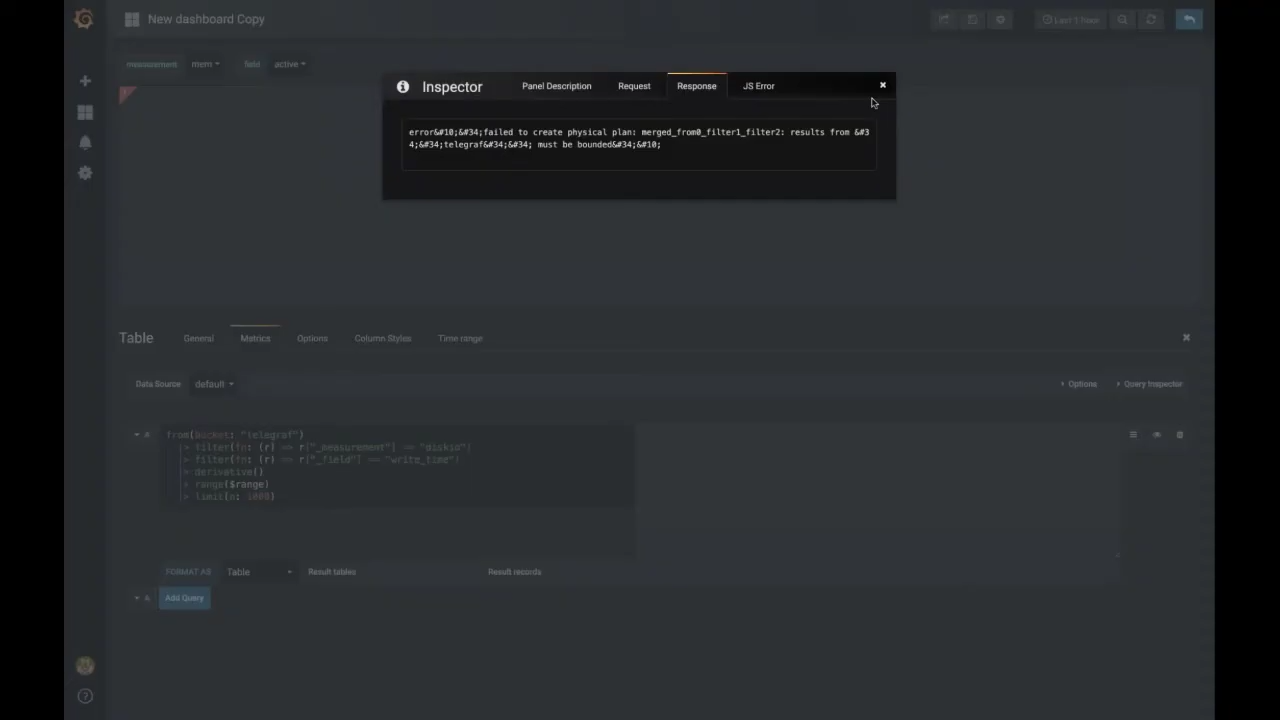 New dashboard Copy
Last 1 hour
measurement mem field active
Inspector Panel Description Request Response JS Error
error&#10;&#34;failed to create physical plan: merged_from0_filter1_filter2: results from &#3
4;&#34;telegraf&#34;&#34; must be bounded&#34;&#10;
Table General Metrics Options Column Styles Time range
Data Source default Options Query Inspector
A from(bucket: "telegraf")
|> filter(fn: (r) => r["_measurement"] == "diskio")
|> filter(fn: (r) => r["_field"] == "write_time")
|> derivative()
|> range($range)
|> limit(n: 1000)
FORMAT AS Table Result tables Result records
A Add Query